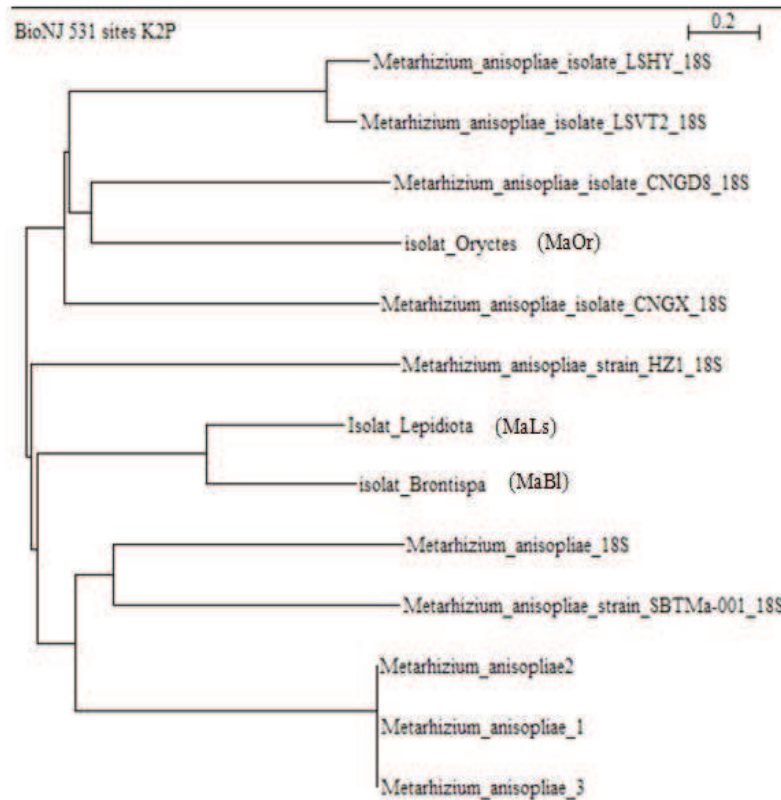 BioNJ 531 sites K2P
0.2
Metarhizium_anisopliae_isolate_LSHY_18S
Metarhizium_anisopliae_isolate_LSVT2_18S
Metarhizium_anisopliae_isolate_CNGD8_18S
isolat_Oryctes (MaOr)
Metarhizium_anisopliae_isolate_CNGX_18S
Metarhizium_anisopliae_strain_HZ1_18S
Isolat_Lepidiota (MaLs)
isolat_Brontispa (MaBl)
Metarhizium_anisopliae_18S
Metarhizium_anisopliae_strain_SBTMa-001_18S
Metarhizium_anisopliae2
Metarhizium_anisopliae_1
Metarhizium_anisopliae_3